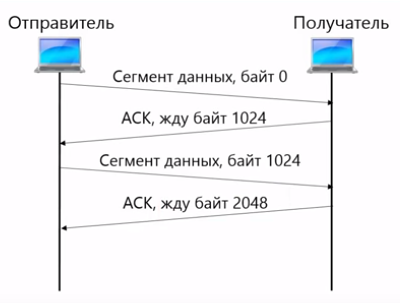 Отправитель
Получатель
Сегмент данных, байт 0
АСК, жду байт 1024
Сегмент данных, байт 1024
АСК, жду байт 2048